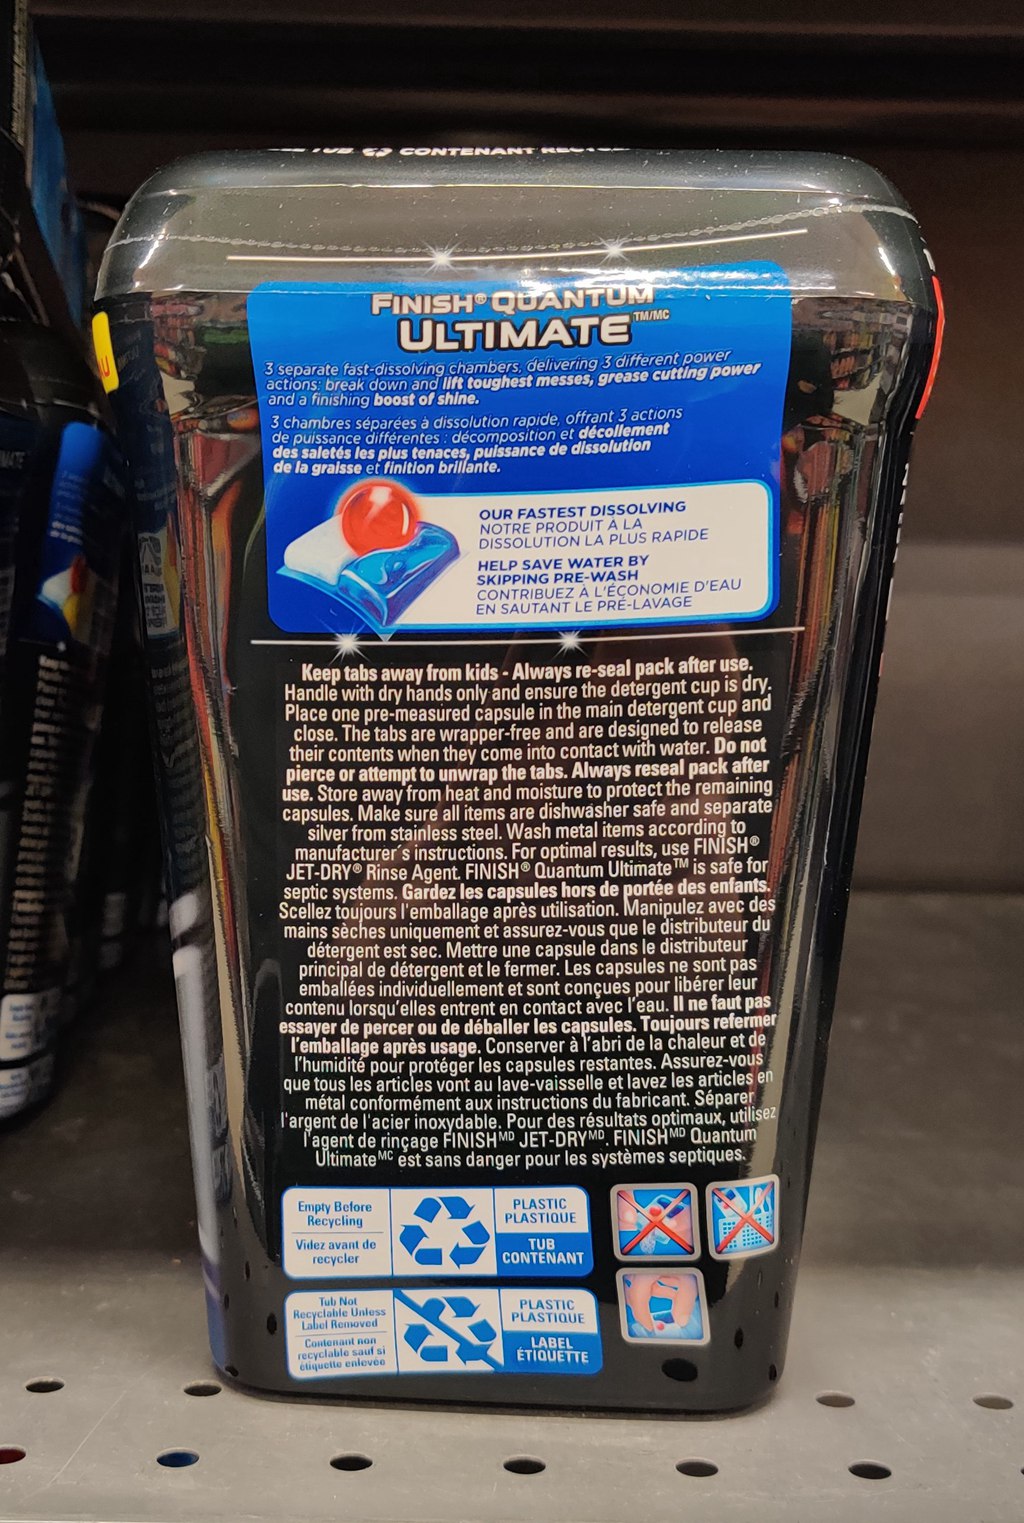 CONTENANT
FINISH® QUANTUM
ULTIMATE™/MC
3 separate fast-dissolving chambers, delivering 3 different power
actions: break down and lift toughest messes, grease cutting power
and a finishing boost of shine.
3 chambres séparées à dissolution rapide, offrant 3 actions
de puissance différentes : décomposition et décollement
des saletés les plus tenaces, puissance de dissolution
de la graisse et finition brillante.
OUR FASTEST DISSOLVING
NOTRE PRODUIT À LA
DISSOLUTION LA PLUS RAPIDE
HELP SAVE WATER BY
SKIPPING PRE-WASH
CONTRIBUEZ À L'ÉCONOMIE D'EAU
EN SAUTANT LE PRÉ-LAVAGE
Keep tabs away from kids - Always re-seal pack after use.
Handle with dry hands only and ensure the detergent cup is dry.
Place one pre-measured capsule in the main detergent cup and
close. The tabs are wrapper-free and are designed to release
their contents when they come into contact with water. Do not
pierce or attempt to unwrap the tabs. Always reseal pack after
use. Store away from heat and moisture to protect the remaining
capsules. Make sure all items are dishwasher safe and separate
silver from stainless steel. Wash metal items according to
manufacturer's instructions. For optimal results, use FINISH®
JET-DRY® Rinse Agent. FINISH® Quantum Ultimate™ is safe for
septic systems. Gardez les capsules hors de portée des enfants.
Scellez toujours l'emballage après utilisation. Manipulez avec des
mains sèches uniquement et assurez-vous que le distributeur du
détergent est sec. Mettre une capsule dans le distributeur
principal de détergent et le fermer. Les capsules ne sont pas
emballées individuellement et sont conçues pour libérer leur
contenu lorsqu'elles entrent en contact avec l'eau. Il ne faut pas
essayer de percer ou de déballer les capsules. Toujours refermer
l'emballage après usage. Conserver à l'abri de la chaleur et de
l'humidité pour protéger les capsules restantes. Assurez-vous
que tous les articles vont au lave-vaisselle et lavez les articles en
métal conformément aux instructions du fabricant. Séparer
l'argent de l'acier inoxydable. Pour des résultats optimaux, utilisez
l'agent de rinçage FINISHᴹᴰ JET-DRYᴹᴰ. FINISHᴹᴰ Quantum
Ultimateᴹᶜ est sans danger pour les systèmes septiques.
Empty Before
Recycling
Videz avant de
recycler
PLASTIC
PLASTIQUE
TUB
CONTENANT
Tub Not
Recyclable Unless
Label Removed
Contenant non
recyclable sauf si
étiquette enlevée
PLASTIC
PLASTIQUE
LABEL
ÉTIQUETTE